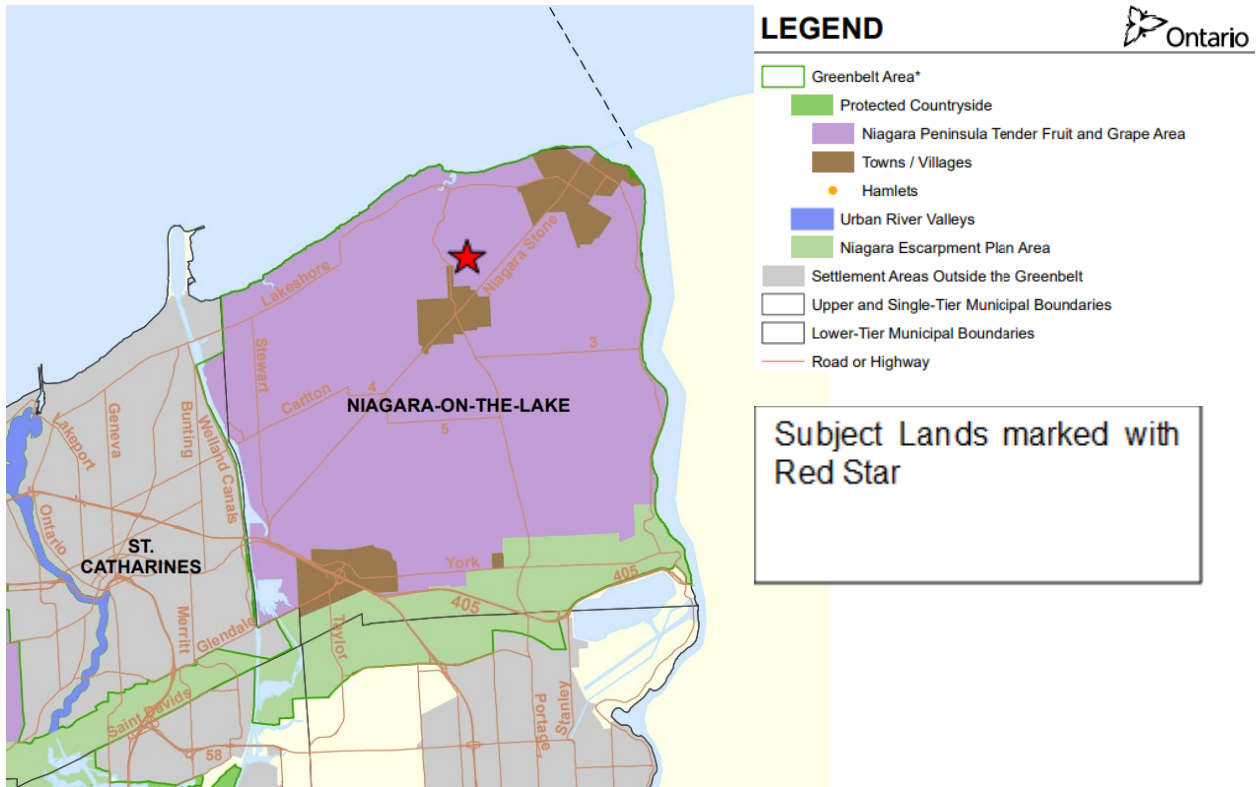 LEGEND
Ontario
Greenbelt Area*
Protected Countryside
Niagara Peninsula Tender Fruit and Grape Area
Towns / Villages
Hamlets
Urban River Valleys
Niagara Escarpment Plan Area
Settlement Areas Outside the Greenbelt
Upper and Single-Tier Municipal Boundaries
Lower-Tier Municipal Boundaries
Road or Highway
Subject Lands marked with
Red Star
Lakeshore
Niagara Stone
Stewart
3
Carlton
4
NIAGARA-ON-THE-LAKE
5
Lakeport
Geneva
Bunting
Welland Canals
Ontario
ST.
CATHARINES
York
405
405
Merritt
Glendale
Taylor
Saint Davids
Portage
Stanley
58